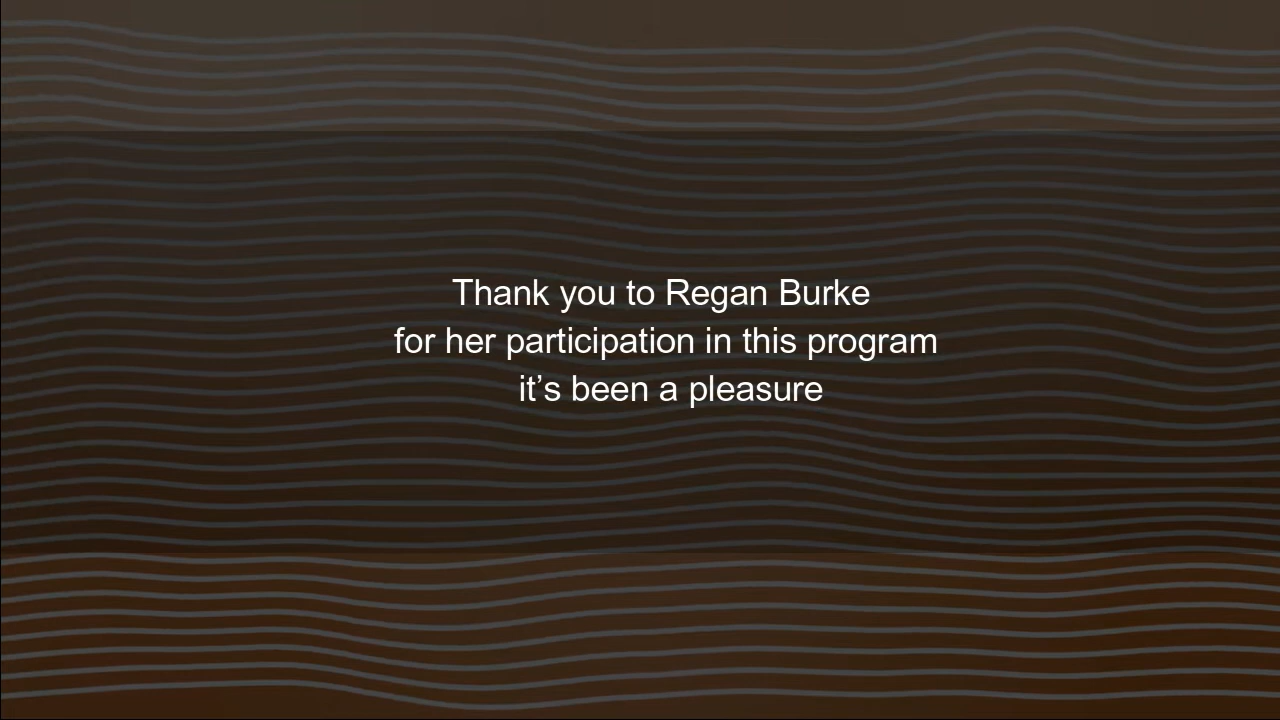 Thank you to Regan Burke
for her participation in this program
it’s been a pleasure